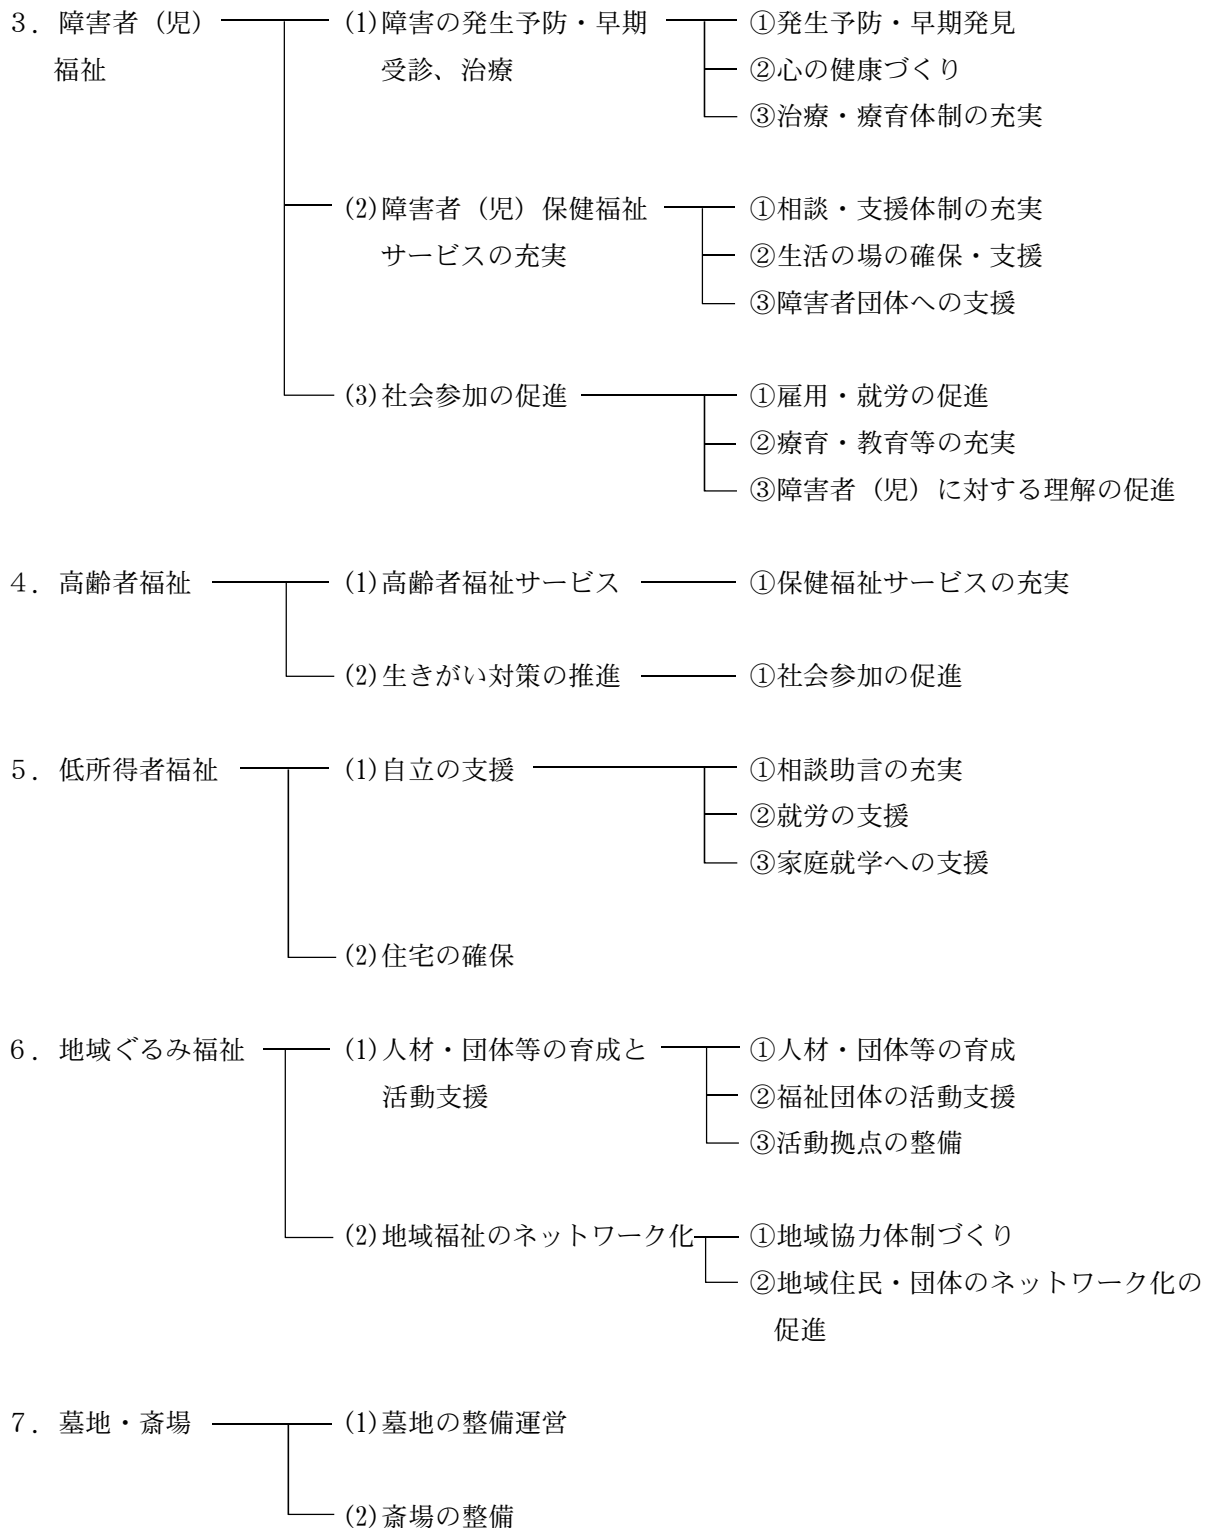 ３．障害者（児） (1)障害の発生予防・早期 ①発生予防・早期発見
福祉 受診、治療 ②心の健康づくり
③治療・療育体制の充実
(2)障害者（児）保健福祉 ①相談・支援体制の充実
サービスの充実 ②生活の場の確保・支援
③障害者団体への支援
(3)社会参加の促進 ①雇用・就労の促進
②療育・教育等の充実
③障害者（児）に対する理解の促進
４．高齢者福祉 (1)高齢者福祉サービス ①保健福祉サービスの充実
(2)生きがい対策の推進 ①社会参加の促進
５．低所得者福祉 (1)自立の支援 ①相談助言の充実
②就労の支援
③家庭就学への支援
(2)住宅の確保
６．地域ぐるみ福祉 (1)人材・団体等の育成と ①人材・団体等の育成
活動支援 ②福祉団体の活動支援
③活動拠点の整備
(2)地域福祉のネットワーク化 ①地域協力体制づくり
②地域住民・団体のネットワーク化の
促進
７．墓地・斎場 (1)墓地の整備運営
(2)斎場の整備